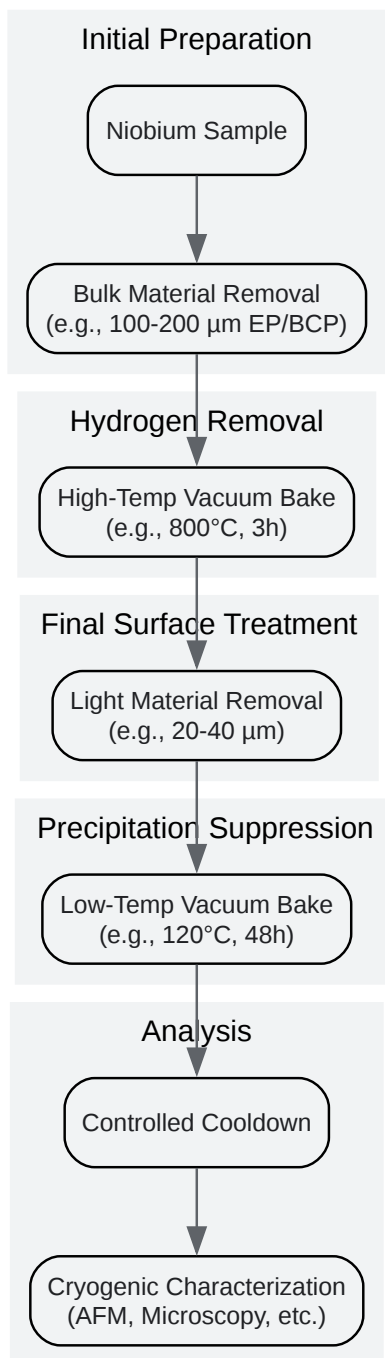 Initial Preparation
Niobium Sample
Bulk Material Removal
(e.g., 100-200 µm EP/BCP)
Hydrogen Removal
High-Temp Vacuum Bake
(e.g., 800°C, 3h)
Final Surface Treatment
Light Material Removal
(e.g., 20-40 µm)
Precipitation Suppression
Low-Temp Vacuum Bake
(e.g., 120°C, 48h)
Analysis
Controlled Cooldown
Cryogenic Characterization
(AFM, Microscopy, etc.)